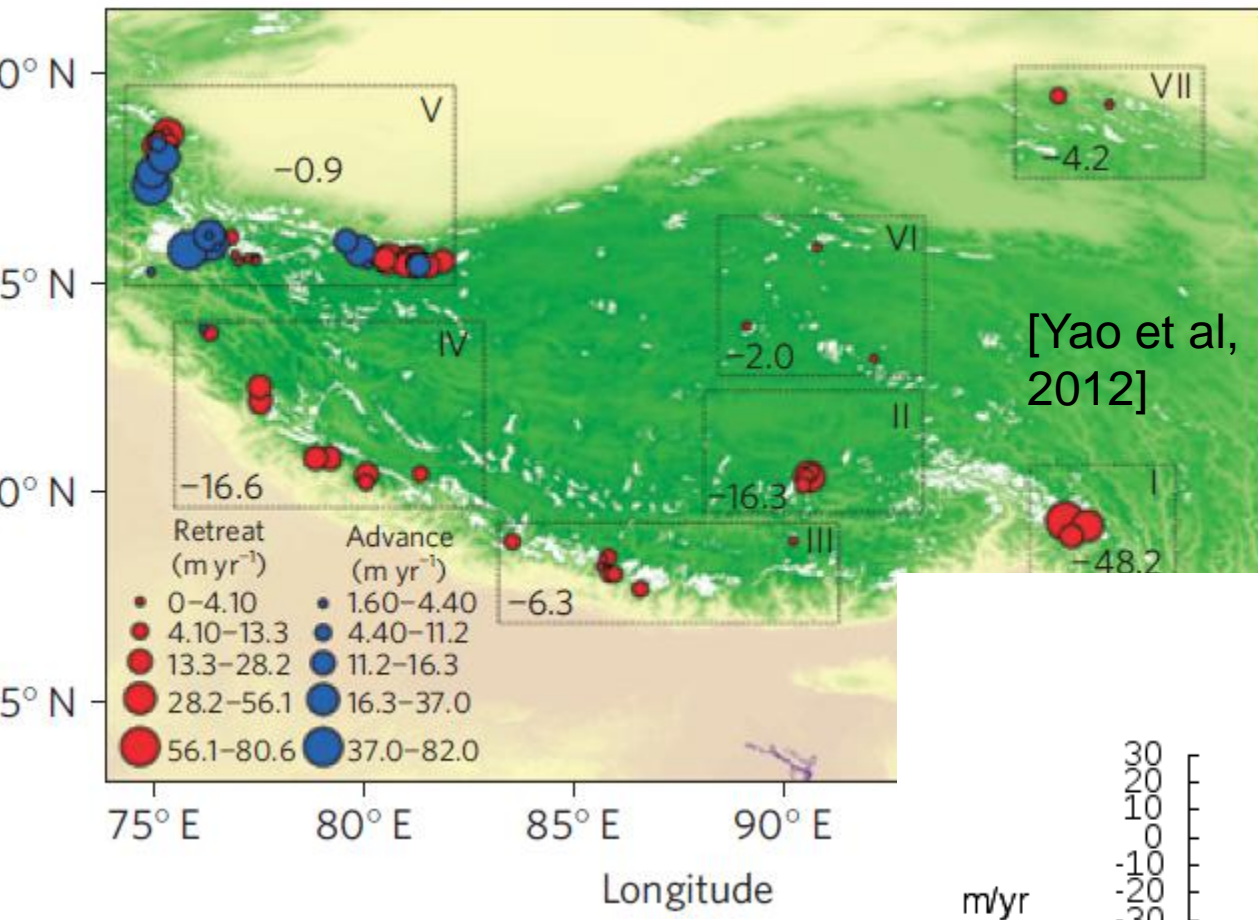 0° N
V
VII
−0.9
−4.2
VI
5° N
IV
[Yao et al,
2012]
−2.0
II
−16.6
0° N
−16.3
I
Retreat
(m yr⁻¹)
Advance
(m yr⁻¹)
III
−48.2
0−4.10
1.60−4.40
−6.3
4.10−13.3
4.40−11.2
13.3−28.2
11.2−16.3
28.2−56.1
16.3−37.0
5° N
56.1−80.6
37.0−82.0
75° E
80° E
85° E
90° E
Longitude
30
20
10
0
-10
-20
-30
m/yr